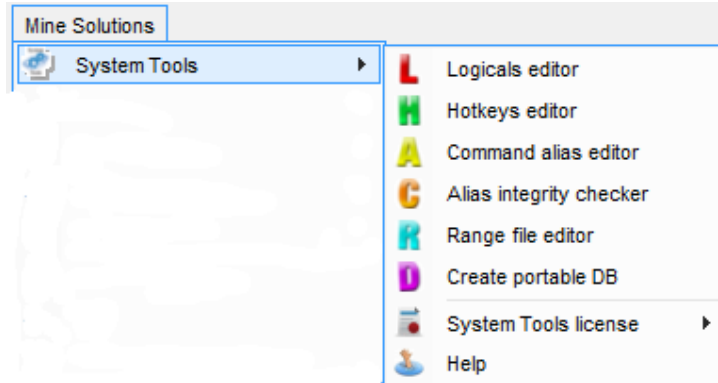 Mine Solutions
System Tools
L Logicals editor
H Hotkeys editor
A Command alias editor
C Alias integrity checker
R Range file editor
D Create portable DB
System Tools license
Help